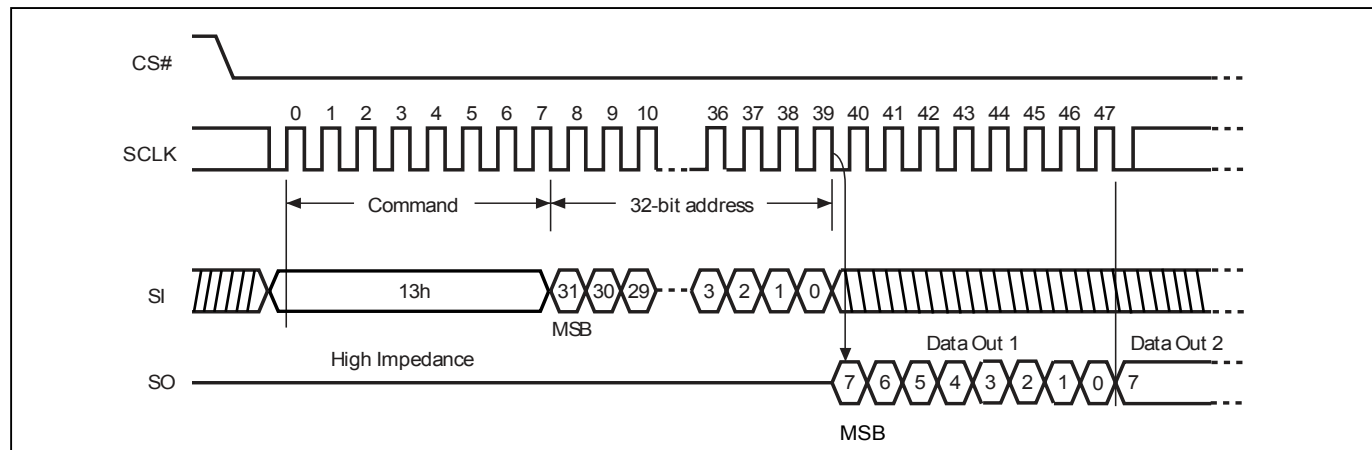 CS#
0 1 2 3 4 5 6 7 8 9 10 36 37 38 39 40 41 42 43 44 45 46 47
SCLK
Command 32-bit address
SI 13h 31 30 29 3 2 1 0
MSB
High Impedance Data Out 1 Data Out 2
SO 7 6 5 4 3 2 1 0 7
MSB